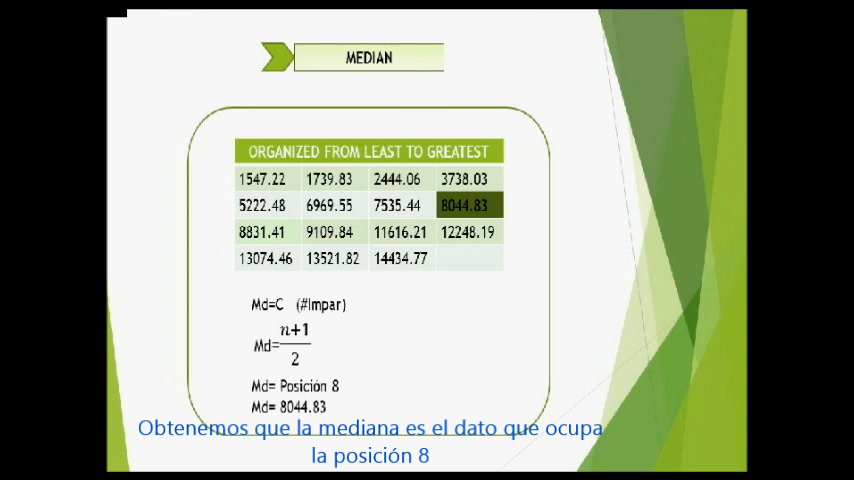 MEDIAN
ORGANIZED FROM LEAST TO GREATEST
1547.22 1739.83 2444.06 3738.03
5222.48 6969.55 7535.44 8044.83
8831.41 9109.84 11616.21 12248.19
13074.46 13521.82 14434.77
Md=C (#Impar)
Md=n+1/2
Md= Posición 8
Md= 8044.83
Obtenemos que la mediana es el dato que ocupa
la posición 8